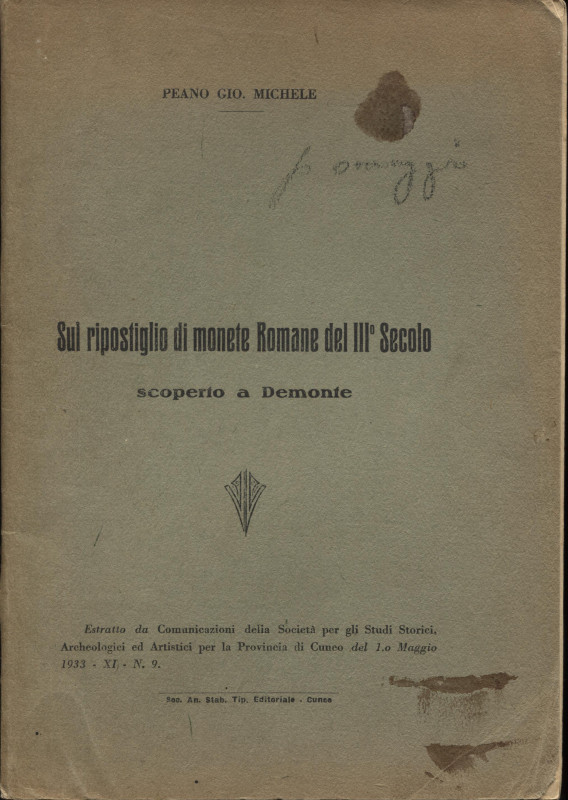 PEANO GIO. MICHELE
omaggio
Sul ripostiglio di monete Romane del IIIº Secolo
scoperto a Demonte
Estratto da Comunicazioni della Società per gli Studi Storici,
Archeologici ed Artistici per la Provincia di Cuneo del 1.o Maggio
1933 - XI - N. 9.
Soc. An. Stab. Tip. Editoriale - Cuneo